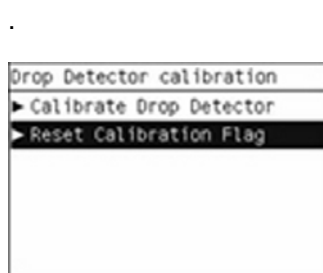 .
Drop Detector calibration
▶ Calibrate Drop Detector
▶ Reset Calibration Flag